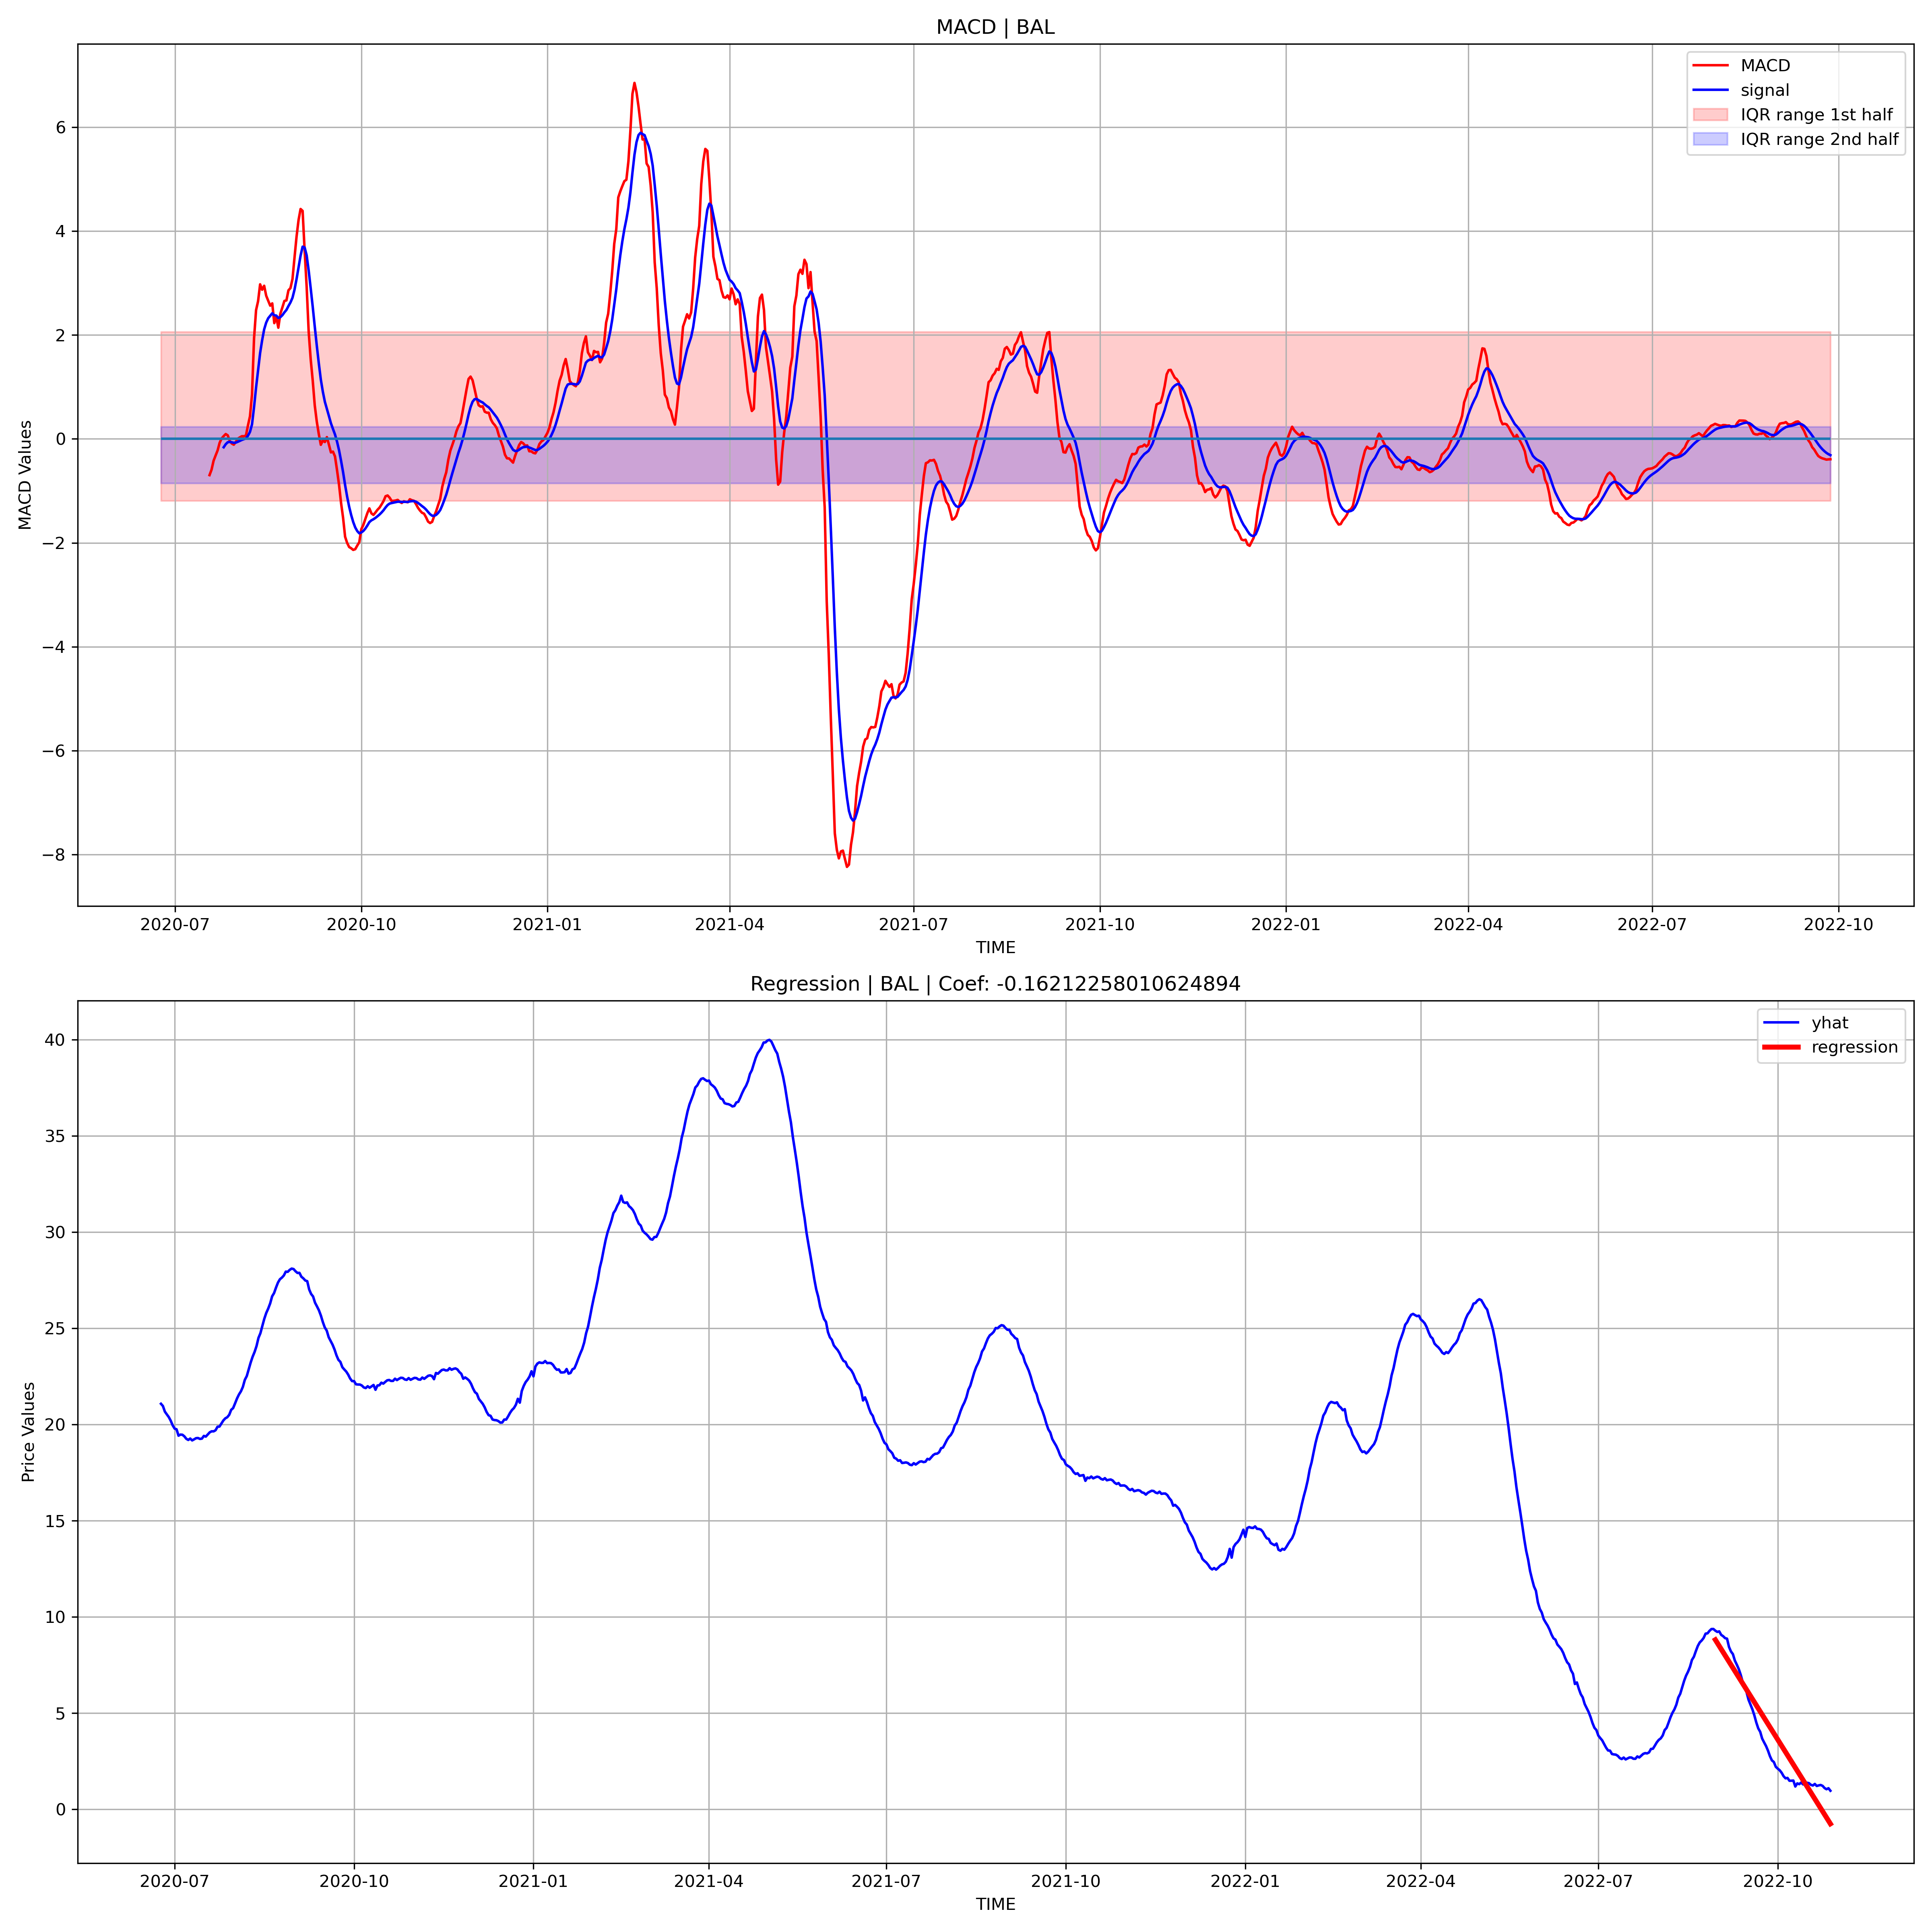 MACD | BAL
MACD
signal
IQR range 1st half
IQR range 2nd half
MACD Values
6
4
2
0
−2
−4
−6
−8
2020-07 2020-10 2021-01 2021-04 2021-07 2021-10 2022-01 2022-04 2022-07 2022-10
TIME
Regression | BAL | Coef: -0.16212258010624894
yhat
regression
Price Values
40
35
30
25
20
15
10
5
0
2020-07 2020-10 2021-01 2021-04 2021-07 2021-10 2022-01 2022-04 2022-07 2022-10
TIME